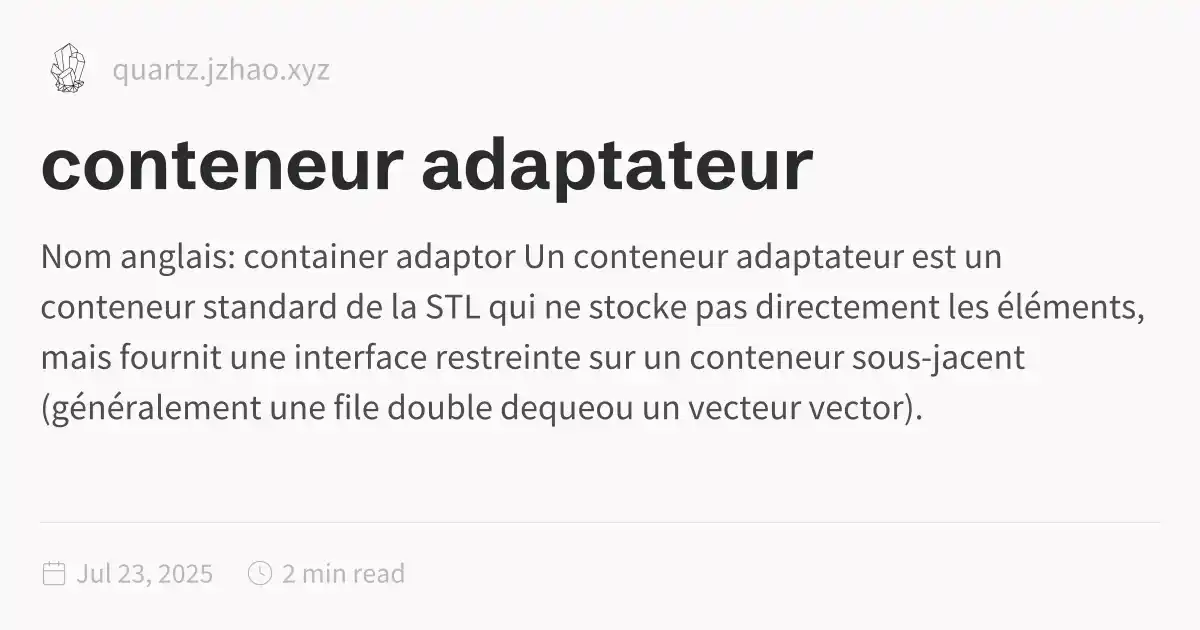 quartz.jzhao.xyz
conteneur adaptateur
Nom anglais: container adaptor Un conteneur adaptateur est un
conteneur standard de la STL qui ne stocke pas directement les éléments,
mais fournit une interface restreinte sur un conteneur sous-jacent
(généralement une file double dequeou un vecteur vector).
Jul 23, 2025 2 min read